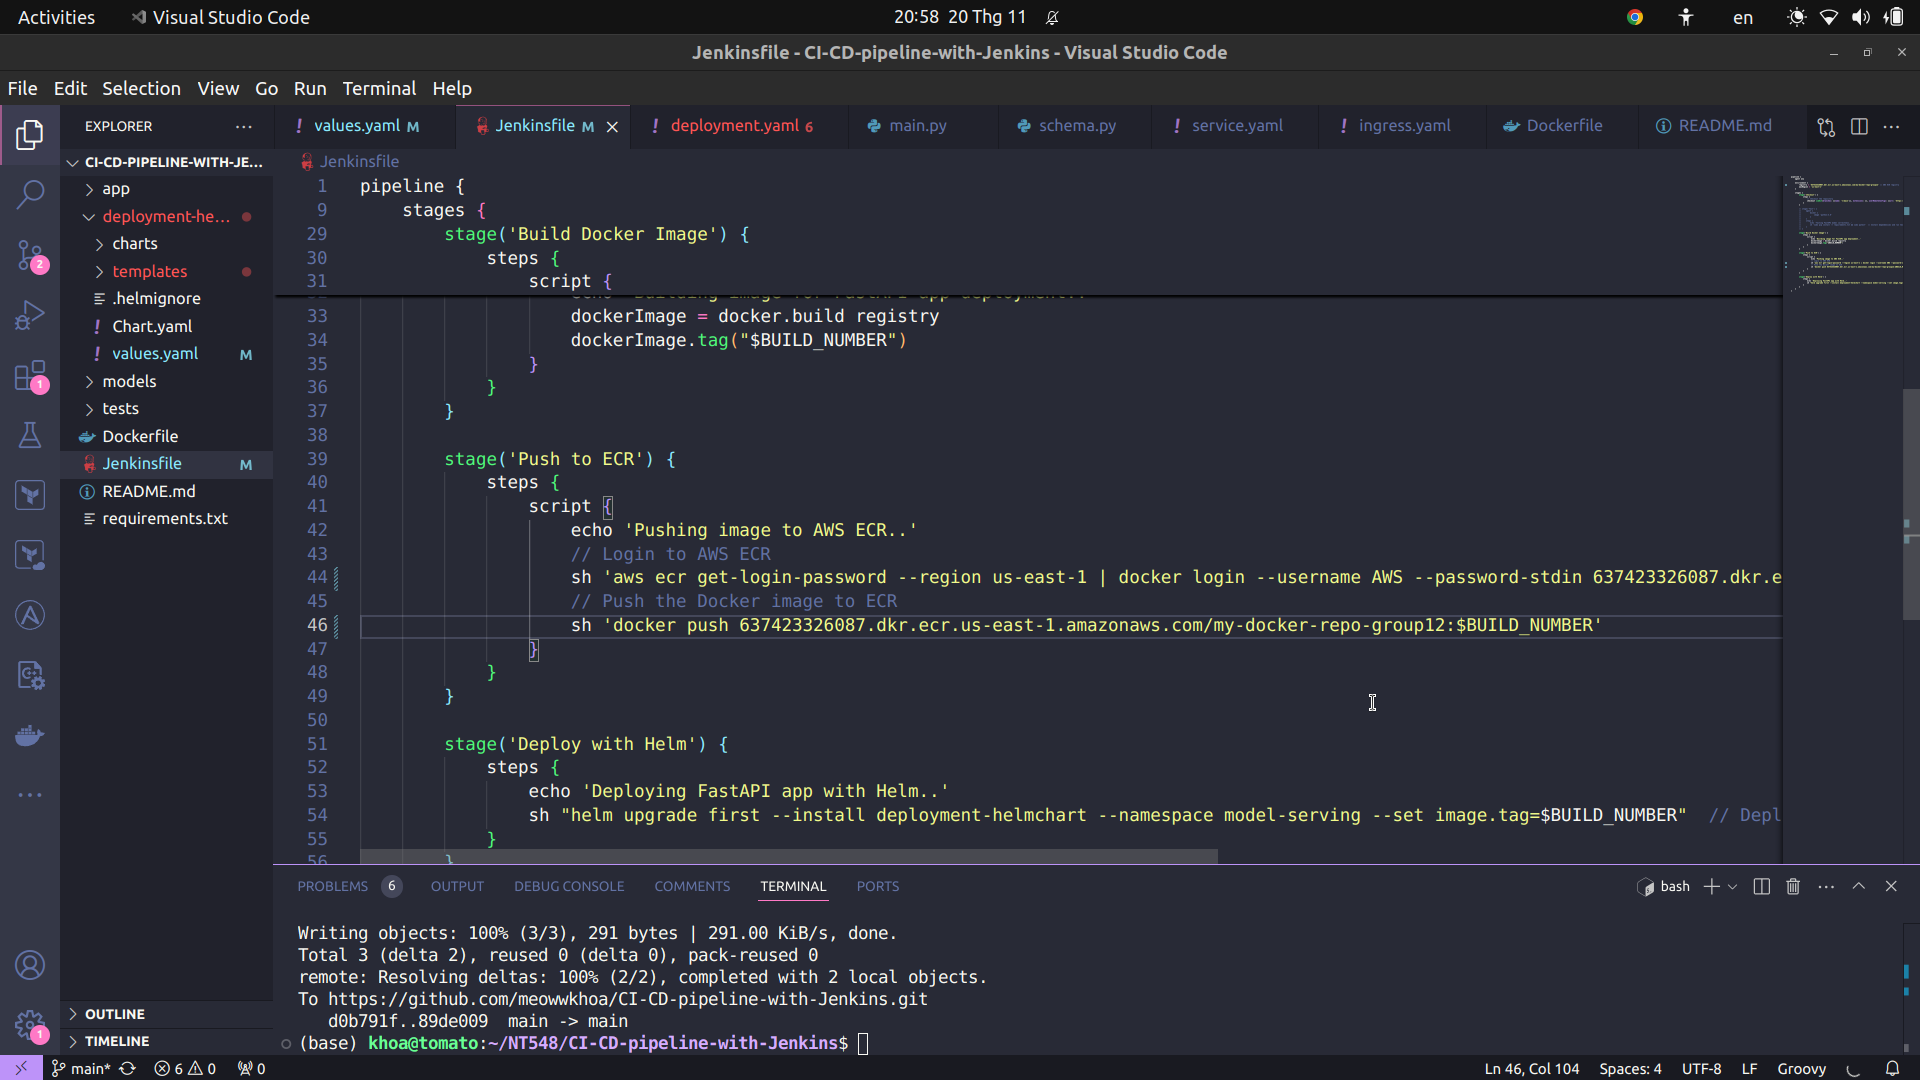 Activities
Visual Studio Code
20:58 20 Thg 11
en
Jenkinsfile - CI-CD-pipeline-with-Jenkins - Visual Studio Code
File Edit Selection View Go Run Terminal Help
EXPLORER
values.yaml M
Jenkinsfile M
deployment.yaml 6
main.py
schema.py
service.yaml
ingress.yaml
Dockerfile
README.md
CI-CD-PIPELINE-WITH-JE...
app
deployment-he...
charts
templates
.helmignore
Chart.yaml
values.yaml M
models
tests
Dockerfile
Jenkinsfile M
README.md
requirements.txt
OUTLINE
TIMELINE
2
1
1
Jenkinsfile
1 pipeline {
9 stages {
29 stage('Build Docker Image') {
30 steps {
31 script {
33 dockerImage = docker.build registry
34 dockerImage.tag("$BUILD_NUMBER")
35 }
36 }
37 }
38
39 stage('Push to ECR') {
40 steps {
41 script {
42 echo 'Pushing image to AWS ECR..'
43 // Login to AWS ECR
44 sh 'aws ecr get-login-password --region us-east-1 | docker login --username AWS --password-stdin 637423326087.dkr.e
45 // Push the Docker image to ECR
46 sh 'docker push 637423326087.dkr.ecr.us-east-1.amazonaws.com/my-docker-repo-group12:$BUILD_NUMBER'
47 }
48 }
49 }
50
51 stage('Deploy with Helm') {
52 steps {
53 echo 'Deploying FastAPI app with Helm..'
54 sh "helm upgrade first --install deployment-helmchart --namespace model-serving --set image.tag=$BUILD_NUMBER" // Depl
55 }
56 }
PROBLEMS 6 OUTPUT DEBUG CONSOLE COMMENTS TERMINAL PORTS
bash
Writing objects: 100% (3/3), 291 bytes | 291.00 KiB/s, done.
Total 3 (delta 2), reused 0 (delta 0), pack-reused 0
remote: Resolving deltas: 100% (2/2), completed with 2 local objects.
To https://github.com/meowwkhoa/CI-CD-pipeline-with-Jenkins.git
d0b791f..89de009 main -> main
(base) khoa@tomato:~/NT548/CI-CD-pipeline-with-Jenkins$
main* 6 0 0
Ln 46, Col 104 Spaces: 4 UTF-8 LF Groovy